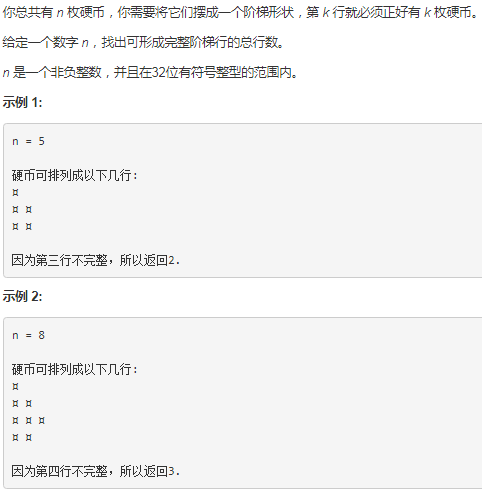 你总共有 n 枚硬币，你需要将它们摆成一个阶梯形状，第 k 行就必须正好有 k 枚硬币。
给定一个数字 n，找出可形成完整阶梯行的总行数。
n 是一个非负整数，并且在32位有符号整型的范围内。
示例 1:
n = 5
硬币可排列成以下几行:
¤
¤ ¤
¤ ¤
因为第三行不完整，所以返回2.
示例 2:
n = 8
硬币可排列成以下几行:
¤
¤ ¤
¤ ¤ ¤
¤ ¤
因为第四行不完整，所以返回3.